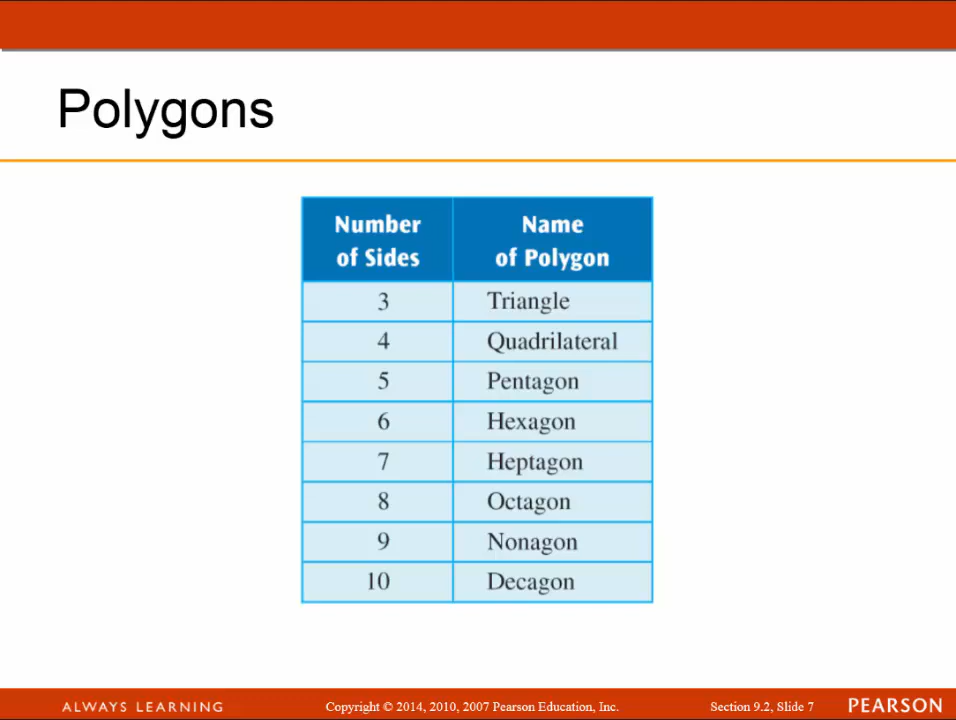 Polygons
Number of Sides Name of Polygon
3 Triangle
4 Quadrilateral
5 Pentagon
6 Hexagon
7 Heptagon
8 Octagon
9 Nonagon
10 Decagon
ALWAYS LEARNING Copyright © 2014, 2010, 2007 Pearson Education, Inc. Section 9.2, Slide 7 PEARSON